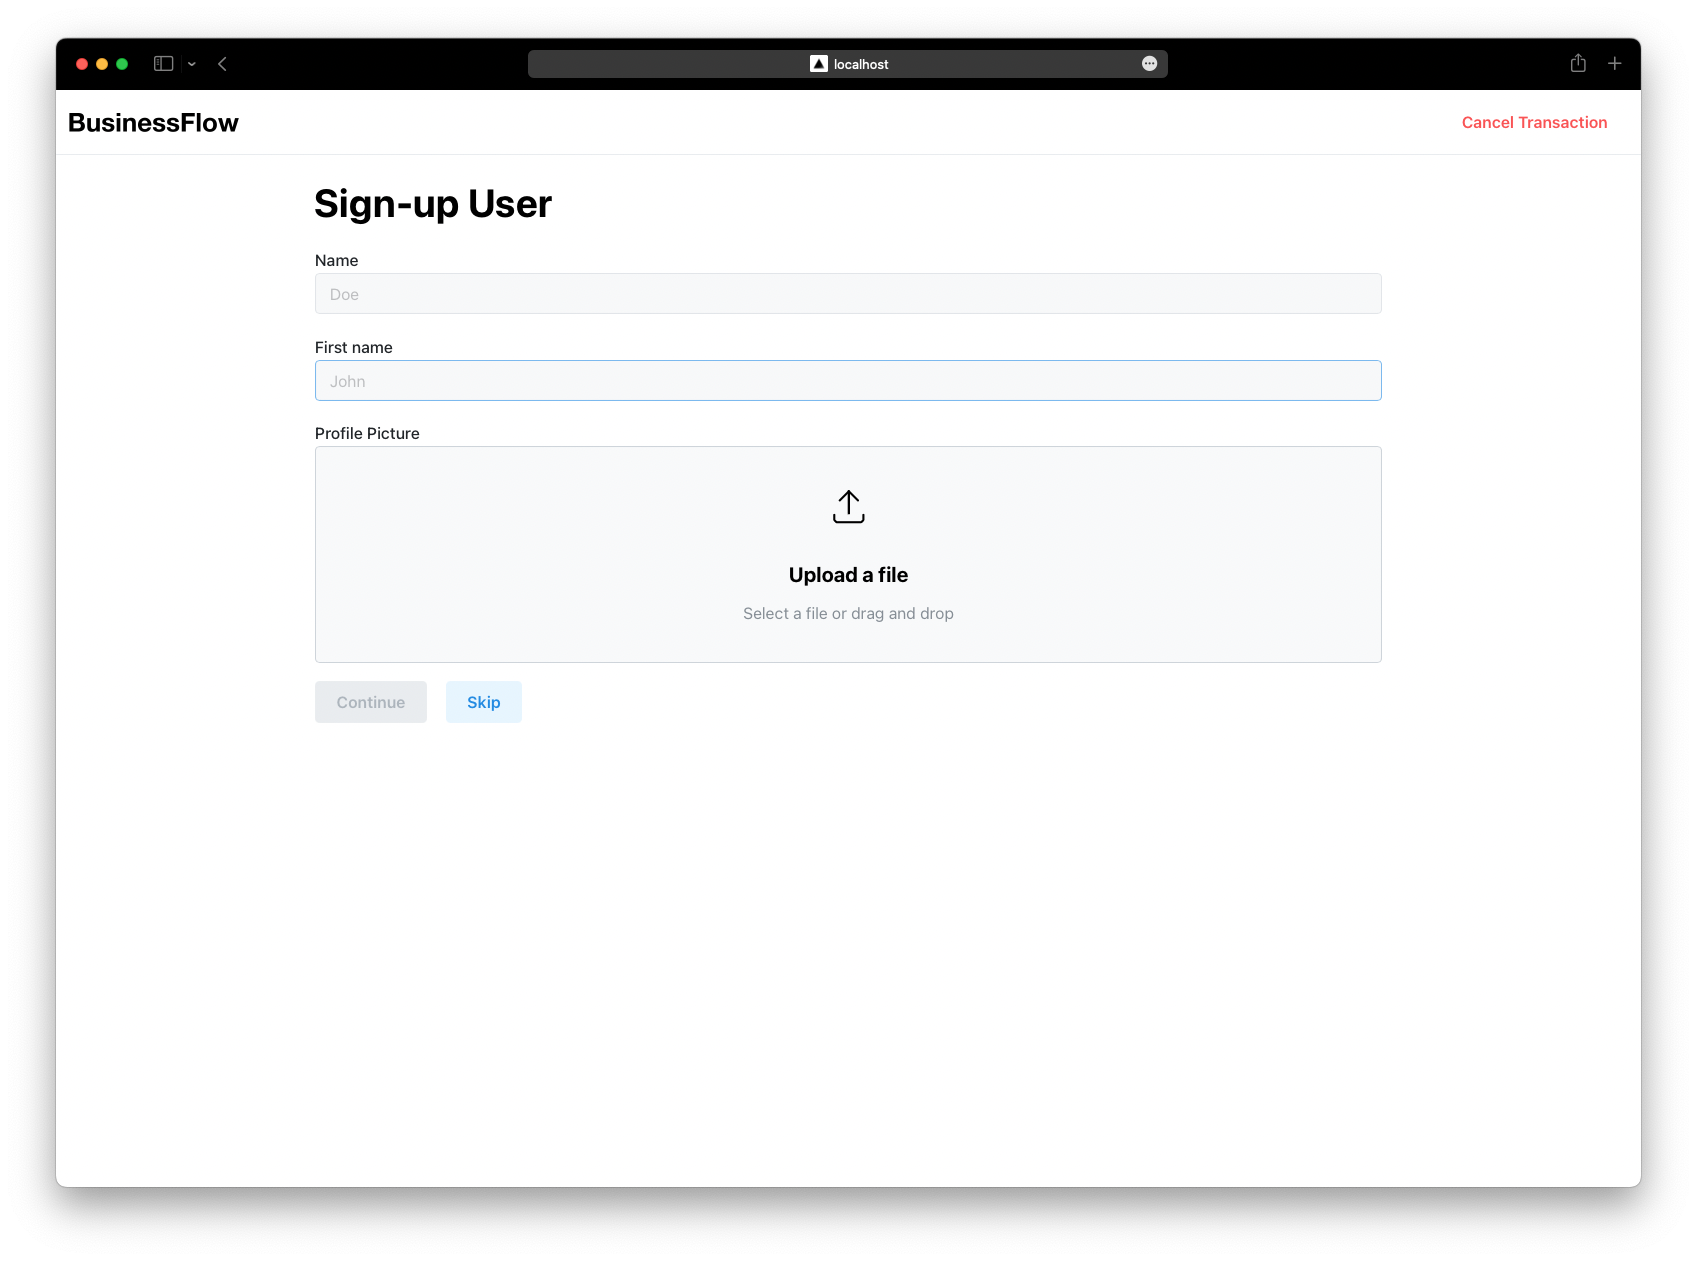 localhost
BusinessFlow
Cancel Transaction
Sign-up User
Name
Doe
First name
John
Profile Picture
Upload a file
Select a file or drag and drop
Continue
Skip